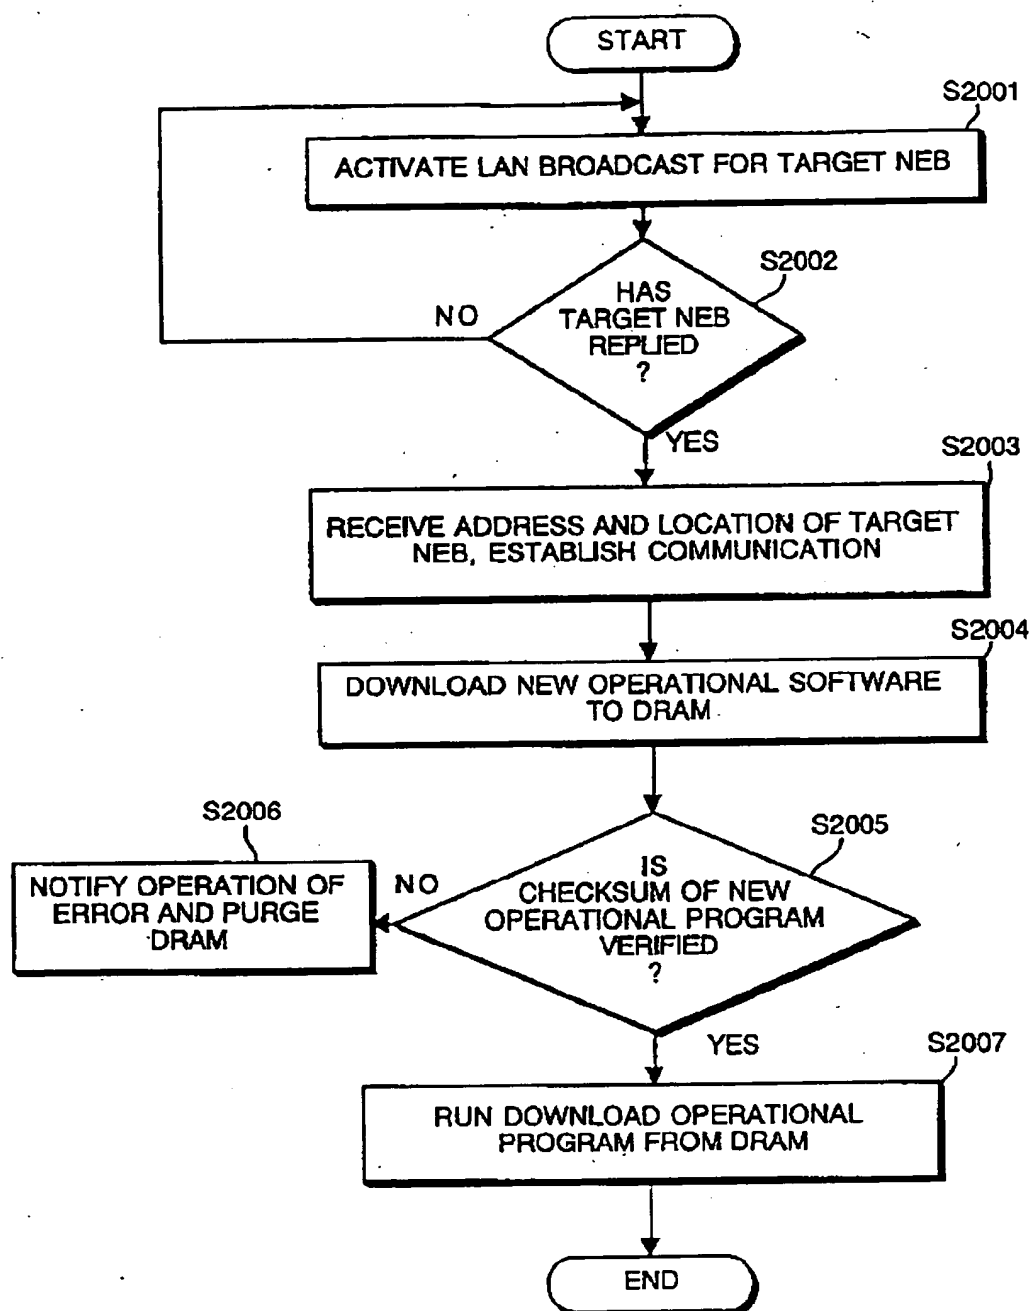 START
S2001
ACTIVATE LAN BROADCAST FOR TARGET NEB
S2002
HAS
TARGET NEB
REPLIED
?
NO
YES
S2003
RECEIVE ADDRESS AND LOCATION OF TARGET
NEB, ESTABLISH COMMUNICATION
S2004
DOWNLOAD NEW OPERATIONAL SOFTWARE
TO DRAM
S2005
IS
CHECKSUM OF NEW
OPERATIONAL PROGRAM
VERIFIED
?
NO
S2006
NOTIFY OPERATION OF
ERROR AND PURGE
DRAM
YES
S2007
RUN DOWNLOAD OPERATIONAL
PROGRAM FROM DRAM
END